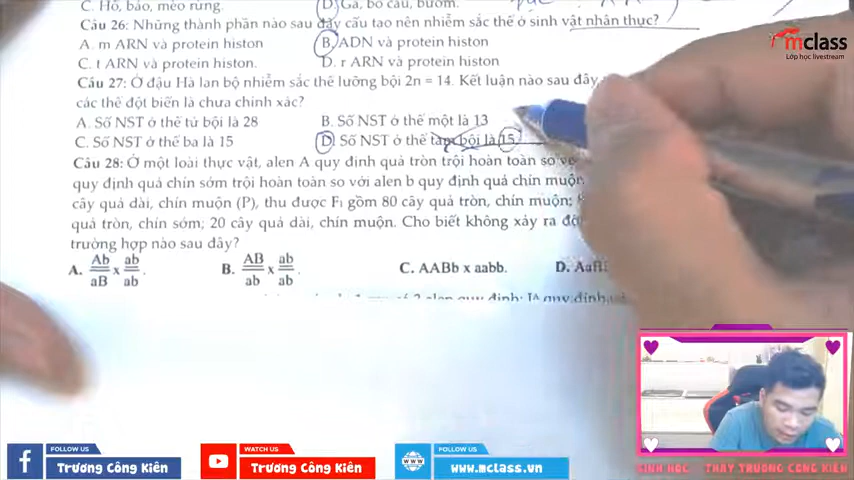 C. Hổ, báo, mèo rừng.
D. Gà, bồ câu, bướm.
Câu 26: Những thành phần nào sau đây cấu tạo nên nhiễm sắc thể ở sinh vật nhân thực?
A. m ARN và protein histon
B. ADN và protein histon
C. t ARN và protein histon.
D. r ARN và protein histon
Câu 27: Ở đậu Hà lan bộ nhiễm sắc thể lưỡng bội 2n = 14. Kết luận nào sau đây
các thể đột biến là chưa chính xác?
A. Số NST ở thể tứ bội là 28
B. Số NST ở thể một là 13
C. Số NST ở thể ba là 15
D. Số NST ở thể tam bội là 15
Câu 28: Ở một loài thực vật, alen A quy định quả tròn trội hoàn toàn so
quy định quả chín sớm trội hoàn toàn so với alen b quy định quả chín muộn
cây quả dài, chín muộn (P), thu được F₁ gồm 80 cây quả tròn, chín muộn;
quả tròn, chín sớm; 20 cây quả dài, chín muộn. Cho biết không xảy ra
trường hợp nào sau đây?
A. Ab/aB x ab/ab.
B. AB/ab x ab/ab.
C. AABb x aabb.
D.
mclass
Lớp học livestream
SINH HỌC - THẦY TRƯƠNG CÔNG KIÊN
FOLLOW US
Trương Công Kiên
WATCH US
Trương Công Kiên
FOLLOW US
www.mclass.vn